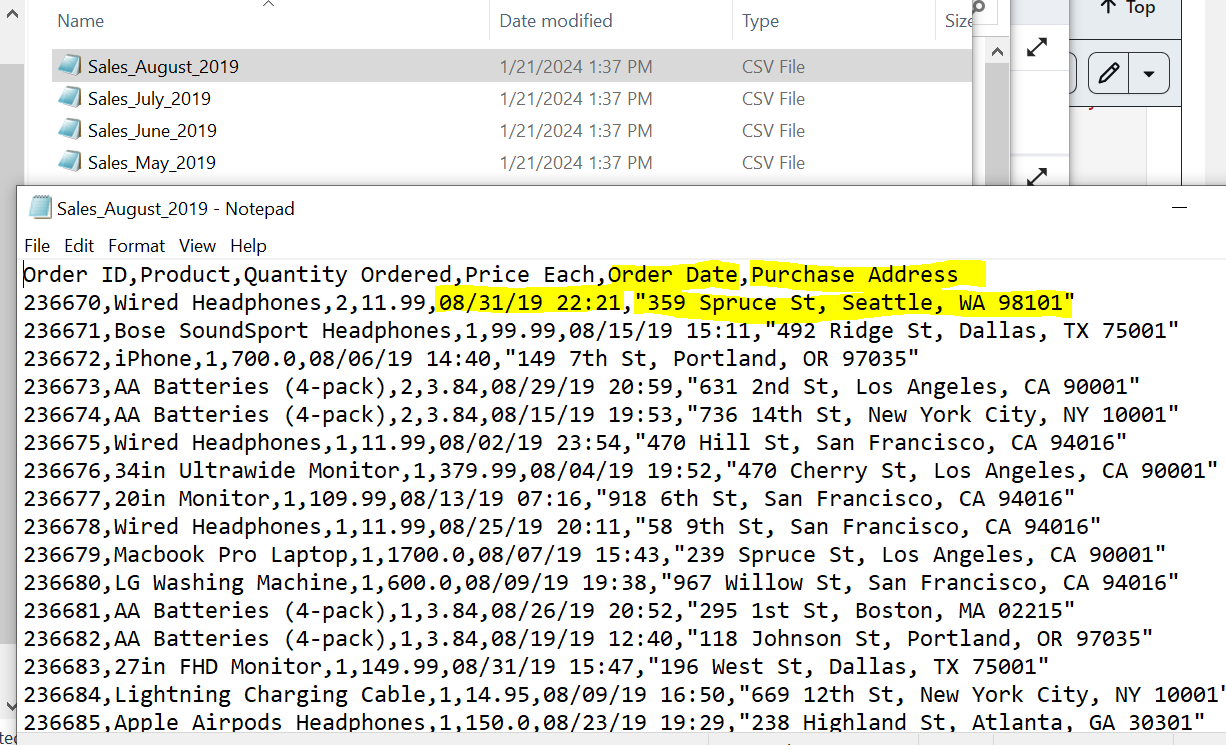 Name Date modified Type Size
Top
Sales_August_2019 1/21/2024 1:37 PM CSV File
Sales_July_2019 1/21/2024 1:37 PM CSV File
Sales_June_2019 1/21/2024 1:37 PM CSV File
Sales_May_2019 1/21/2024 1:37 PM CSV File
Sales_August_2019 - Notepad
File Edit Format View Help
Order ID,Product,Quantity Ordered,Price Each,Order Date,Purchase Address
236670,Wired Headphones,2,11.99,08/31/19 22:21,"359 Spruce St, Seattle, WA 98101"
236671,Bose SoundSport Headphones,1,99.99,08/15/19 15:11,"492 Ridge St, Dallas, TX 75001"
236672,iPhone,1,700.0,08/06/19 14:40,"149 7th St, Portland, OR 97035"
236673,AA Batteries (4-pack),2,3.84,08/29/19 20:59,"631 2nd St, Los Angeles, CA 90001"
236674,AA Batteries (4-pack),2,3.84,08/15/19 19:53,"736 14th St, New York City, NY 10001"
236675,Wired Headphones,1,11.99,08/02/19 23:54,"470 Hill St, San Francisco, CA 94016"
236676,34in Ultrawide Monitor,1,379.99,08/04/19 19:52,"470 Cherry St, Los Angeles, CA 90001"
236677,20in Monitor,1,109.99,08/13/19 07:16,"918 6th St, San Francisco, CA 94016"
236678,Wired Headphones,1,11.99,08/25/19 20:11,"58 9th St, San Francisco, CA 94016"
236679,Macbook Pro Laptop,1,1700.0,08/07/19 15:43,"239 Spruce St, Los Angeles, CA 90001"
236680,LG Washing Machine,1,600.0,08/09/19 19:38,"967 Willow St, San Francisco, CA 94016"
236681,AA Batteries (4-pack),1,3.84,08/26/19 20:52,"295 1st St, Boston, MA 02215"
236682,AA Batteries (4-pack),1,3.84,08/19/19 12:40,"118 Johnson St, Portland, OR 97035"
236683,27in FHD Monitor,1,149.99,08/31/19 15:47,"196 West St, Dallas, TX 75001"
236684,Lightning Charging Cable,1,14.95,08/09/19 16:50,"669 12th St, New York City, NY 10001"
236685,Apple Airpods Headphones,1,150.0,08/23/19 19:29,"238 Highland St, Atlanta, GA 30301"